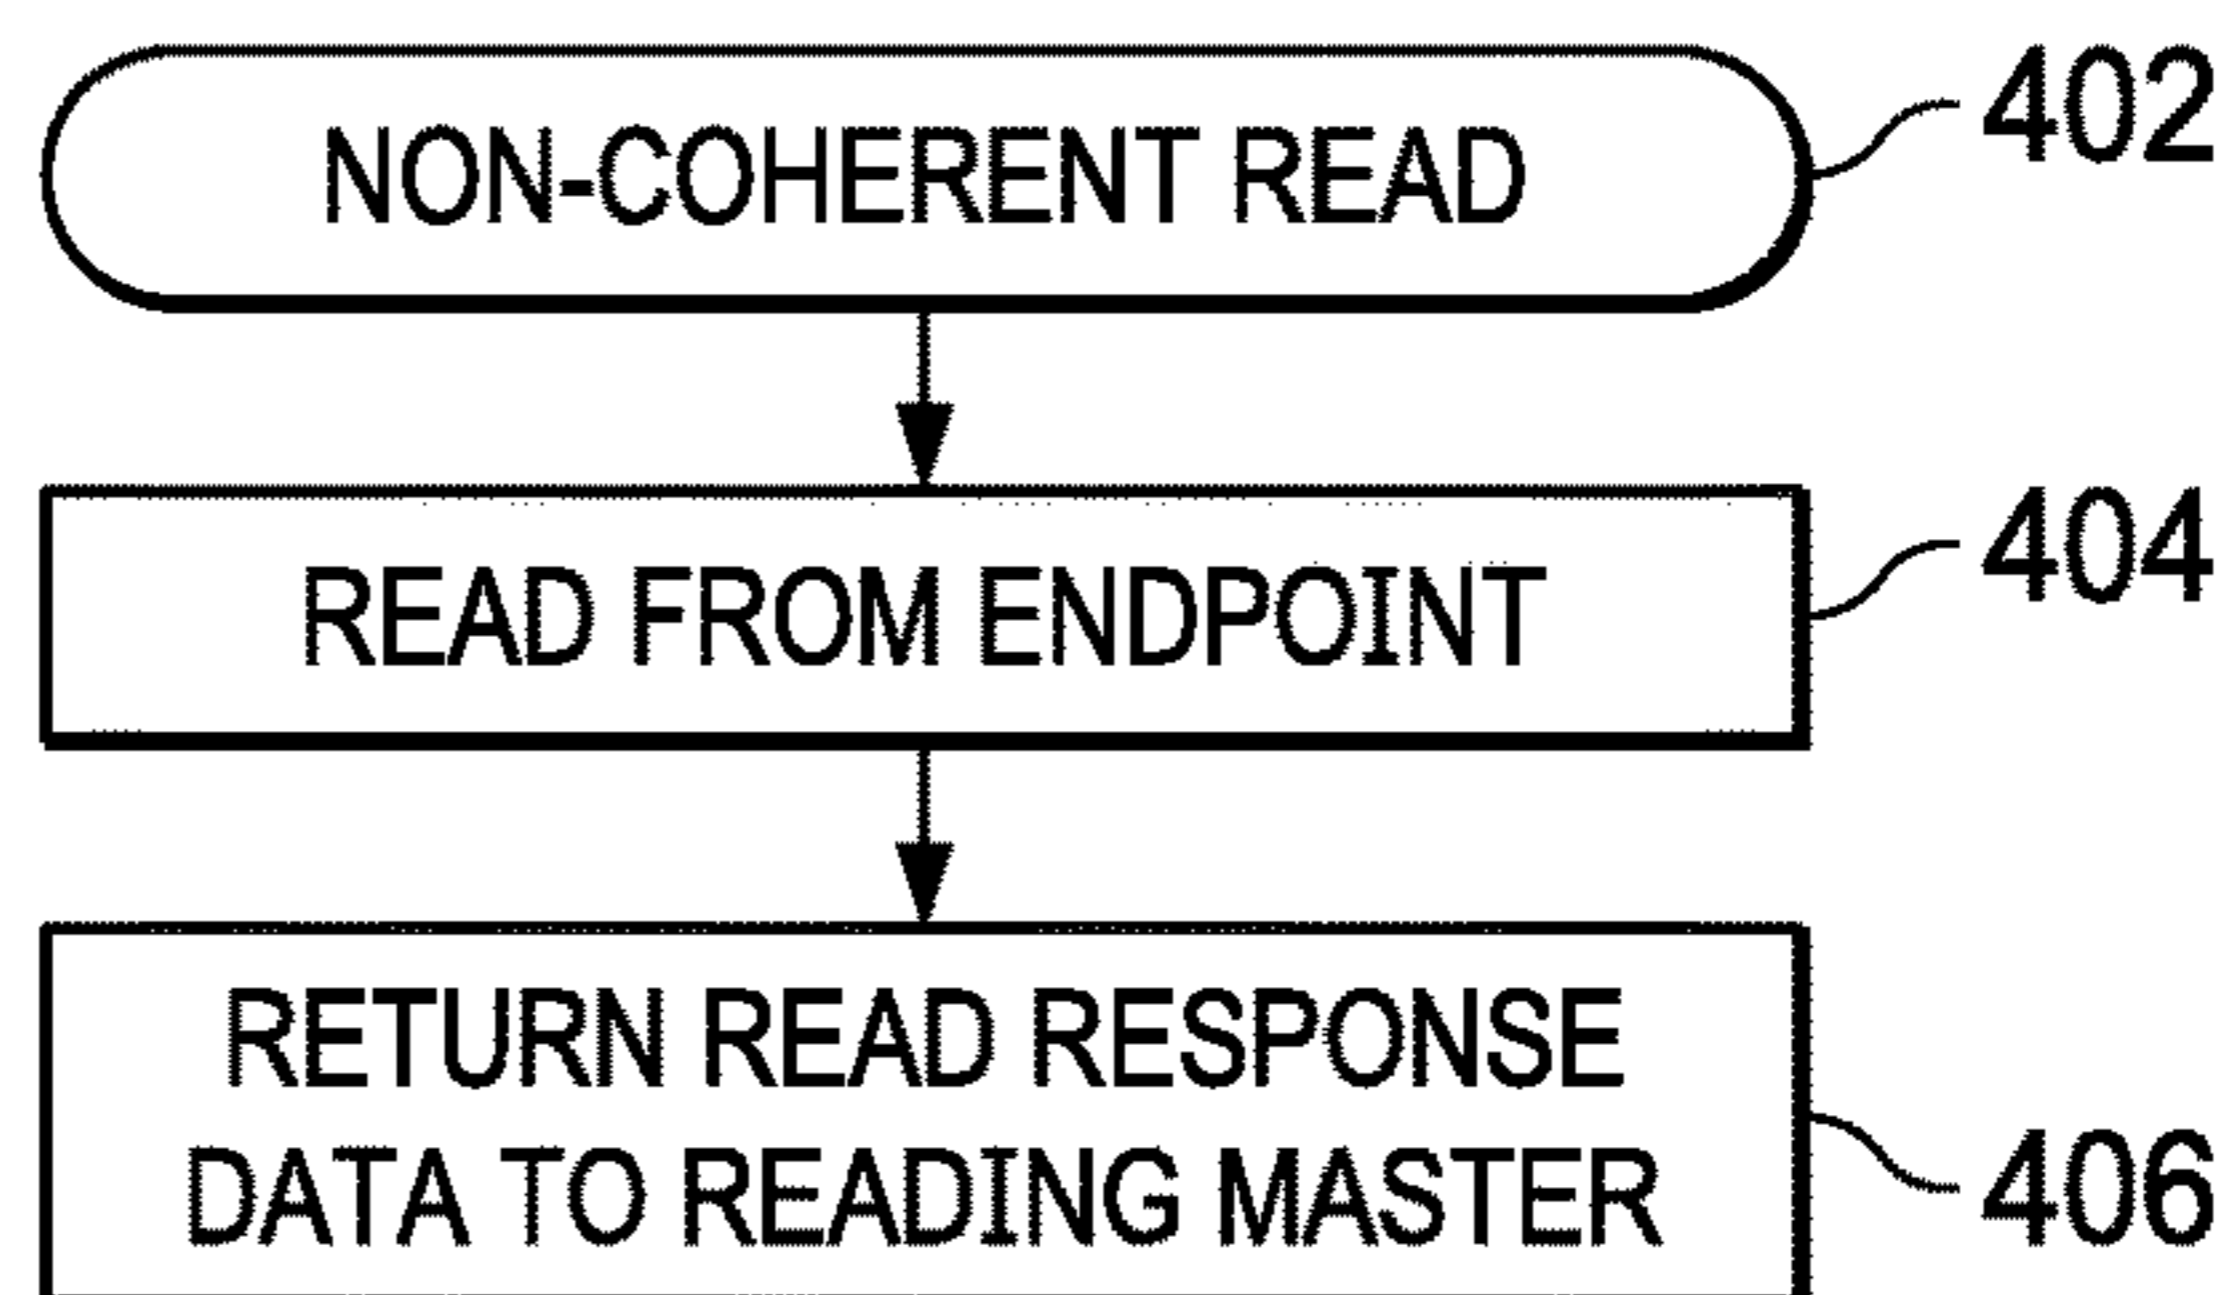 NON-COHERENT READ
402
READ FROM ENDPOINT
404
RETURN READ RESPONSE
DATA TO READING MASTER
406